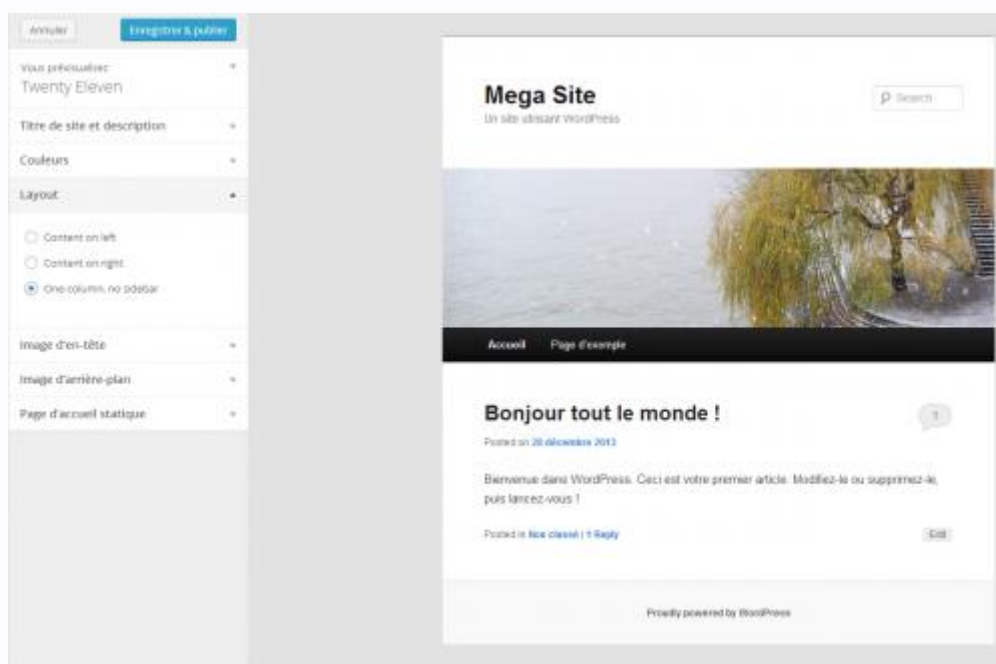 Annuler
Enregistrer & publier
Vous prévisualisez
Twenty Eleven
Titre de site et description
Couleurs
Layout
Content on left
Content on right
One-column, no sidebar
Image d'en-tête
Image d'arrière-plan
Page d'accueil statique
Mega Site
Un site utilisant WordPress
Search
Accueil Page d'exemple
Bonjour tout le monde !
1
Posted on 28 décembre 2013
Bienvenue dans WordPress. Ceci est votre premier article. Modifiez-le ou supprimez-le,
puis lancez-vous !
Posted in Non classé | 1 Reply
Edit
Proudly powered by WordPress